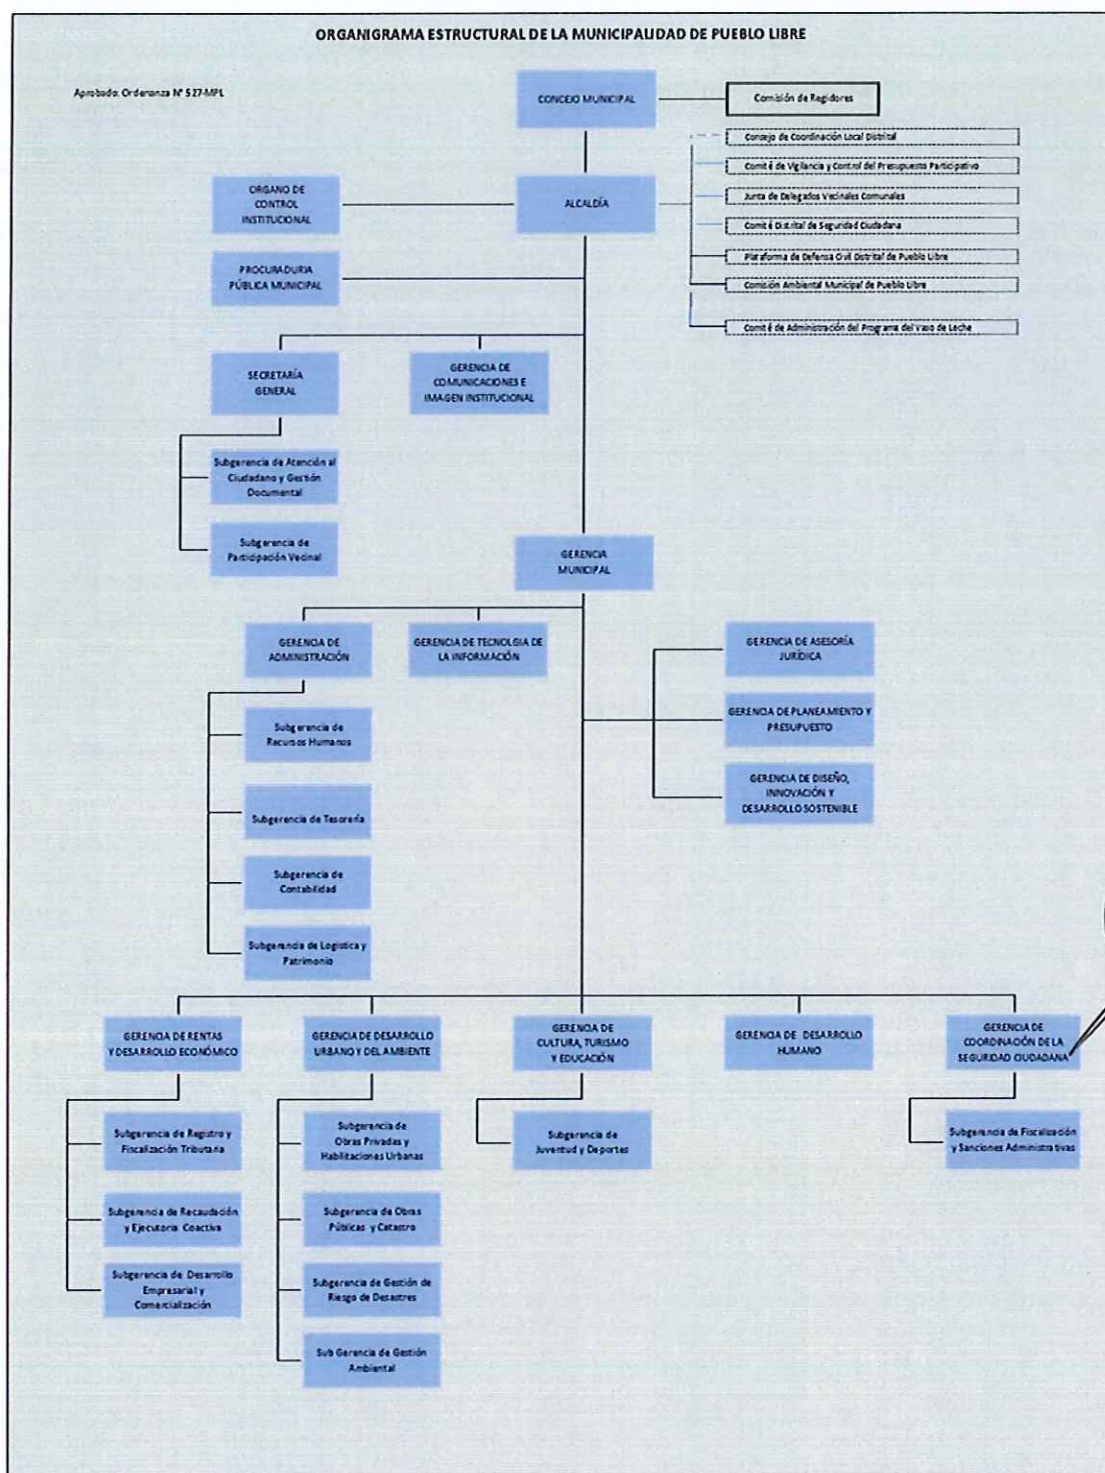 ORGANIGRAMA ESTRUCTURAL DE LA MUNICIPALIDAD DE PUEBLO LIBRE
Aprobado: Ordenanza N° 527-MPL
CONCEJO MUNICIPAL
Comisión de Regidores
Consejo de Coordinación Local Distrital
Comité de Vigilancia y Control del Presupuesto Participativo
Junta de Delegados Vecinales Comunales
Comité Distrital de Seguridad Ciudadana
Plataforma de Defensa Civil Distrital de Pueblo Libre
Comisión Ambiental Municipal de Pueblo Libre
Comité de Administración del Programa del Vaso de Leche
ORGANO DE
CONTROL
INSTITUCIONAL
ALCALDÍA
PROCURADURIA
PÚBLICA MUNICIPAL
SECRETARÍA
GENERAL
GERENCIA DE
COMUNICACIONES E
IMAGEN INSTITUCIONAL
Subgerencia de Atención al
Ciudadano y Gestión
Documental
Subgerencia de
Participación Vecinal
GERENCIA
MUNICIPAL
GERENCIA DE
ADMINISTRACIÓN
GERENCIA DE TECNOLGIA DE
LA INFORMACIÓN
GERENCIA DE ASESORÍA
JURÍDICA
GERENCIA DE PLANEAMIENTO Y
PRESUPUESTO
GERENCIA DE DISEÑO,
INNOVACIÓN Y
DESARROLLO SOSTENIBLE
Subgerencia de
Recursos Humanos
Subgerencia de Tesorería
Subgerencia de
Contabilidad
Subgerencia de Logistica y
Patrimonio
GERENCIA DE RENTAS
Y DESARROLLO ECONÓMICO
GERENCIA DE DESARROLLO
URBANO Y DEL AMBIENTE
GERENCIA DE
CULTURA, TURISMO
Y EDUCACIÓN
GERENCIA DE DESARROLLO
HUMANO
GERENCIA DE
COORDINACIÓN DE LA
SEGURIDAD CIUDADANA
Subgerencia de Registro y
Fiscalización Tributaria
Subgerencia de Recaudación
y Ejecutoria Coactiva
Subgerencia de Desarrollo
Empresarial y
Comercialización
Subgerencia de
Obras Privadas y
Habilitaciones Urbanas
Subgerencia de Obras
Públicas y Catastro
Subgerencia de Gestión de
Riesgo de Desastres
Sub Gerencia de Gestión
Ambiental
Subgerencia de
Juventud y Deportes
Subgerencia de Fiscalización
y Sanciones Administrativas